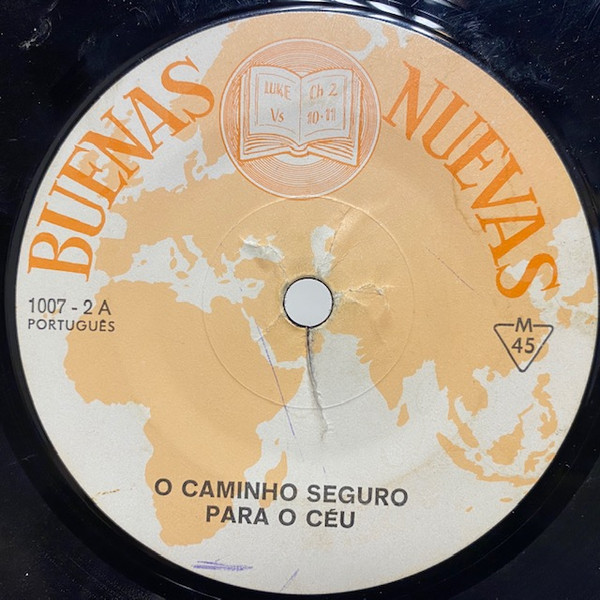 BUENAS NUEVAS
LUKE Ch 2
Vs 10-11
1007 - 2 A
PORTUGUÊS
M
45
O CAMINHO SEGURO
PARA O CÉU